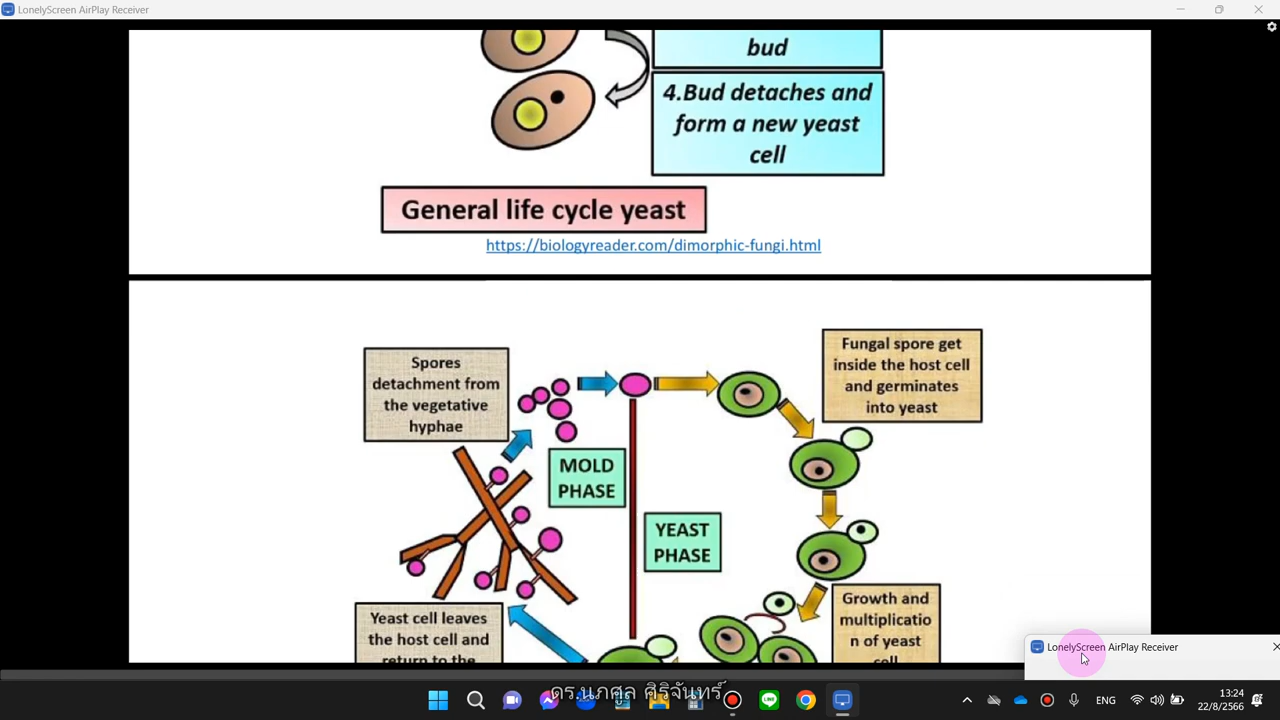 LonelyScreen AirPlay Receiver
bud
4.Bud detaches and
form a new yeast
cell
General life cycle yeast
https://biologyreader.com/dimorphic-fungi.html
Spores
detachment from
the vegetative
hyphae
Fungal spore get
inside the host cell
and germinates
into yeast
MOLD
PHASE
YEAST
PHASE
Yeast cell leaves
the host cell and
return to the
Growth and
multiplicatio
n of yeast
cell
LonelyScreen AirPlay Receiver
ดร.นภศูล ศิริจันทร์
ENG
13:24
22/8/2566